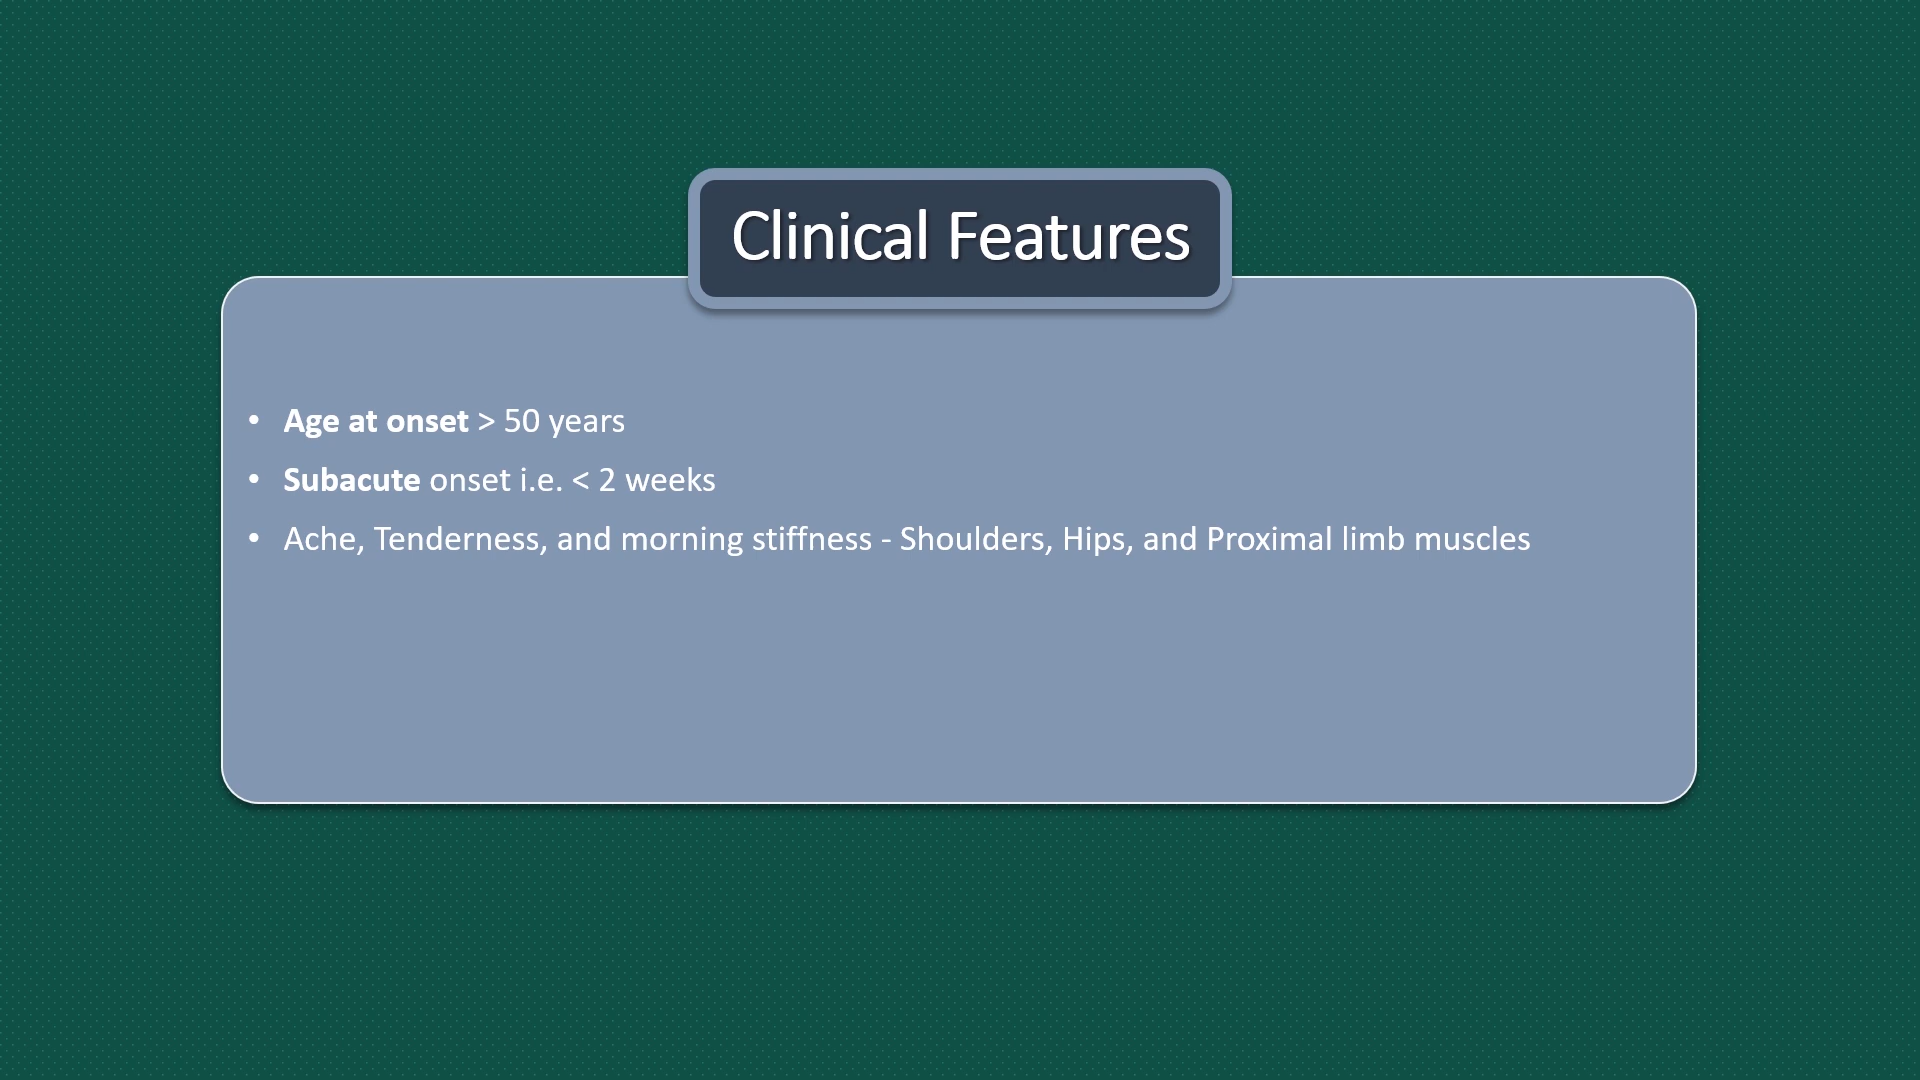 Clinical Features
• Age at onset > 50 years
• Subacute onset i.e. < 2 weeks
• Ache, Tenderness, and morning stiffness - Shoulders, Hips, and Proximal limb muscles